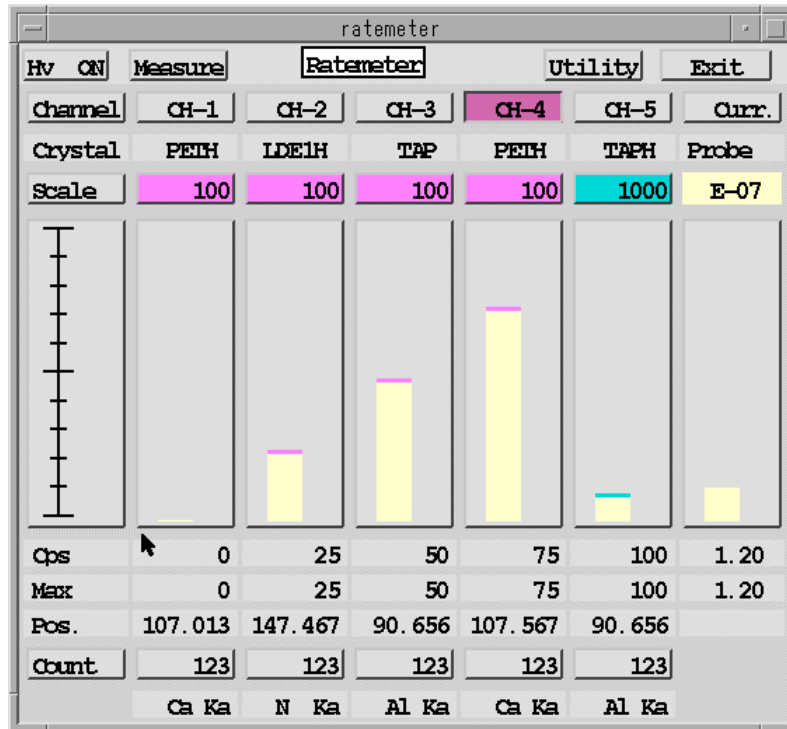 ratemeter
Hv ON Measure Ratemeter Utility Exit
Channel CH-1 CH-2 CH-3 CH-4 CH-5 Curr.
Crystal PETH LDE1H TAP PETH TAPH Probe
Scale 100 100 100 100 1000 E-07
Cps 0 25 50 75 100 1.20
Max 0 25 50 75 100 1.20
Pos. 107.013 147.467 90.656 107.567 90.656
Count 123 123 123 123 123
Ca Ka N Ka Al Ka Ca Ka Al Ka